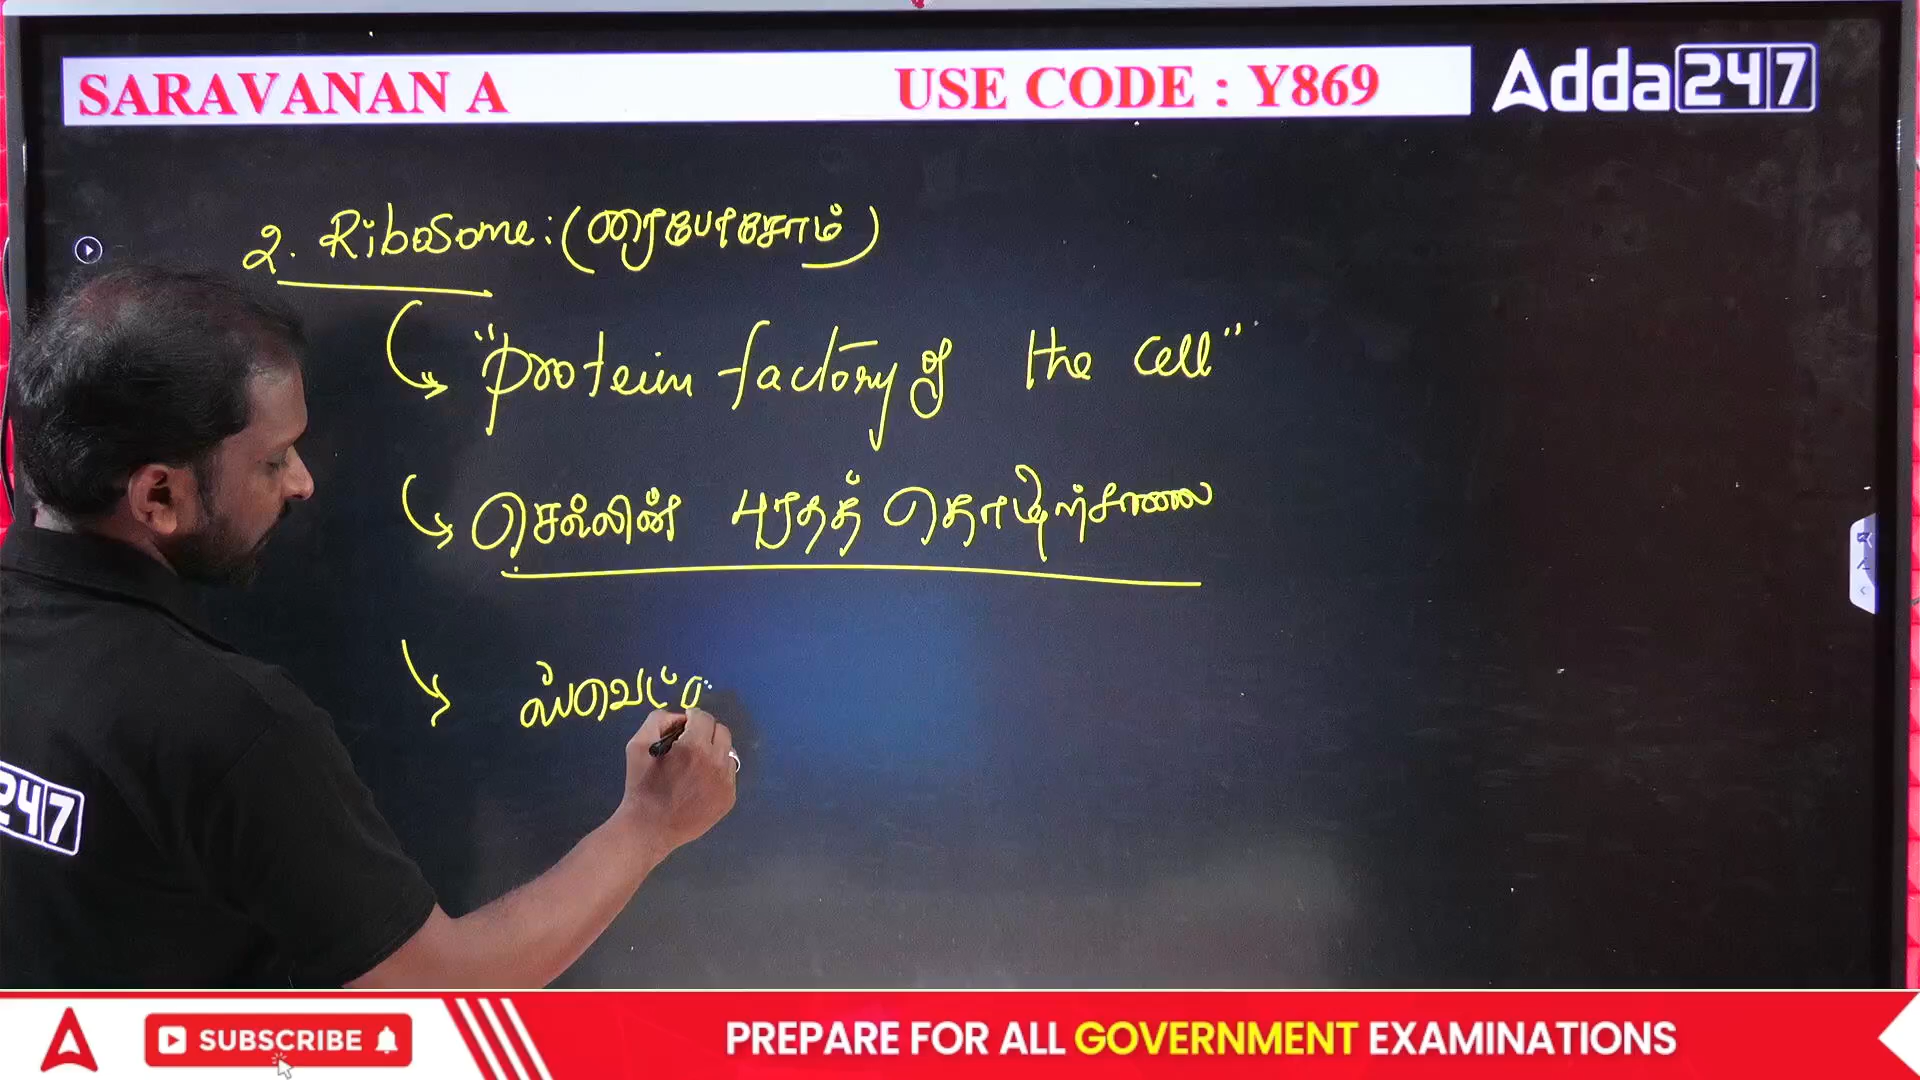 SARAVANAN A USE CODE : Y869 Adda247
2. Ribosome: (ரைபோசோம்)
"protein factory of the cell"
செல்லின் புரதத் தொழிற்சாலை
247
SUBSCRIBE
PREPARE FOR ALL GOVERNMENT EXAMINATIONS